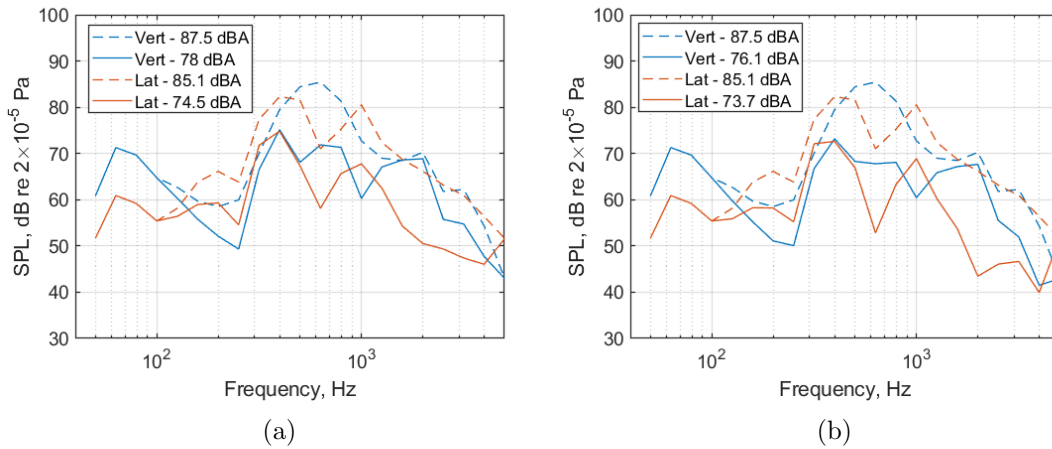 Vert - 87.5 dBA
Vert - 78 dBA
Lat - 85.1 dBA
Lat - 74.5 dBA
100
90
80
70
60
50
40
30
SPL, dB re 2×10⁻⁵ Pa
10² 10³
Frequency, Hz
(a)
Vert - 87.5 dBA
Vert - 76.1 dBA
Lat - 85.1 dBA
Lat - 73.7 dBA
100
90
80
70
60
50
40
30
SPL, dB re 2×10⁻⁵ Pa
10² 10³
Frequency, Hz
(b)